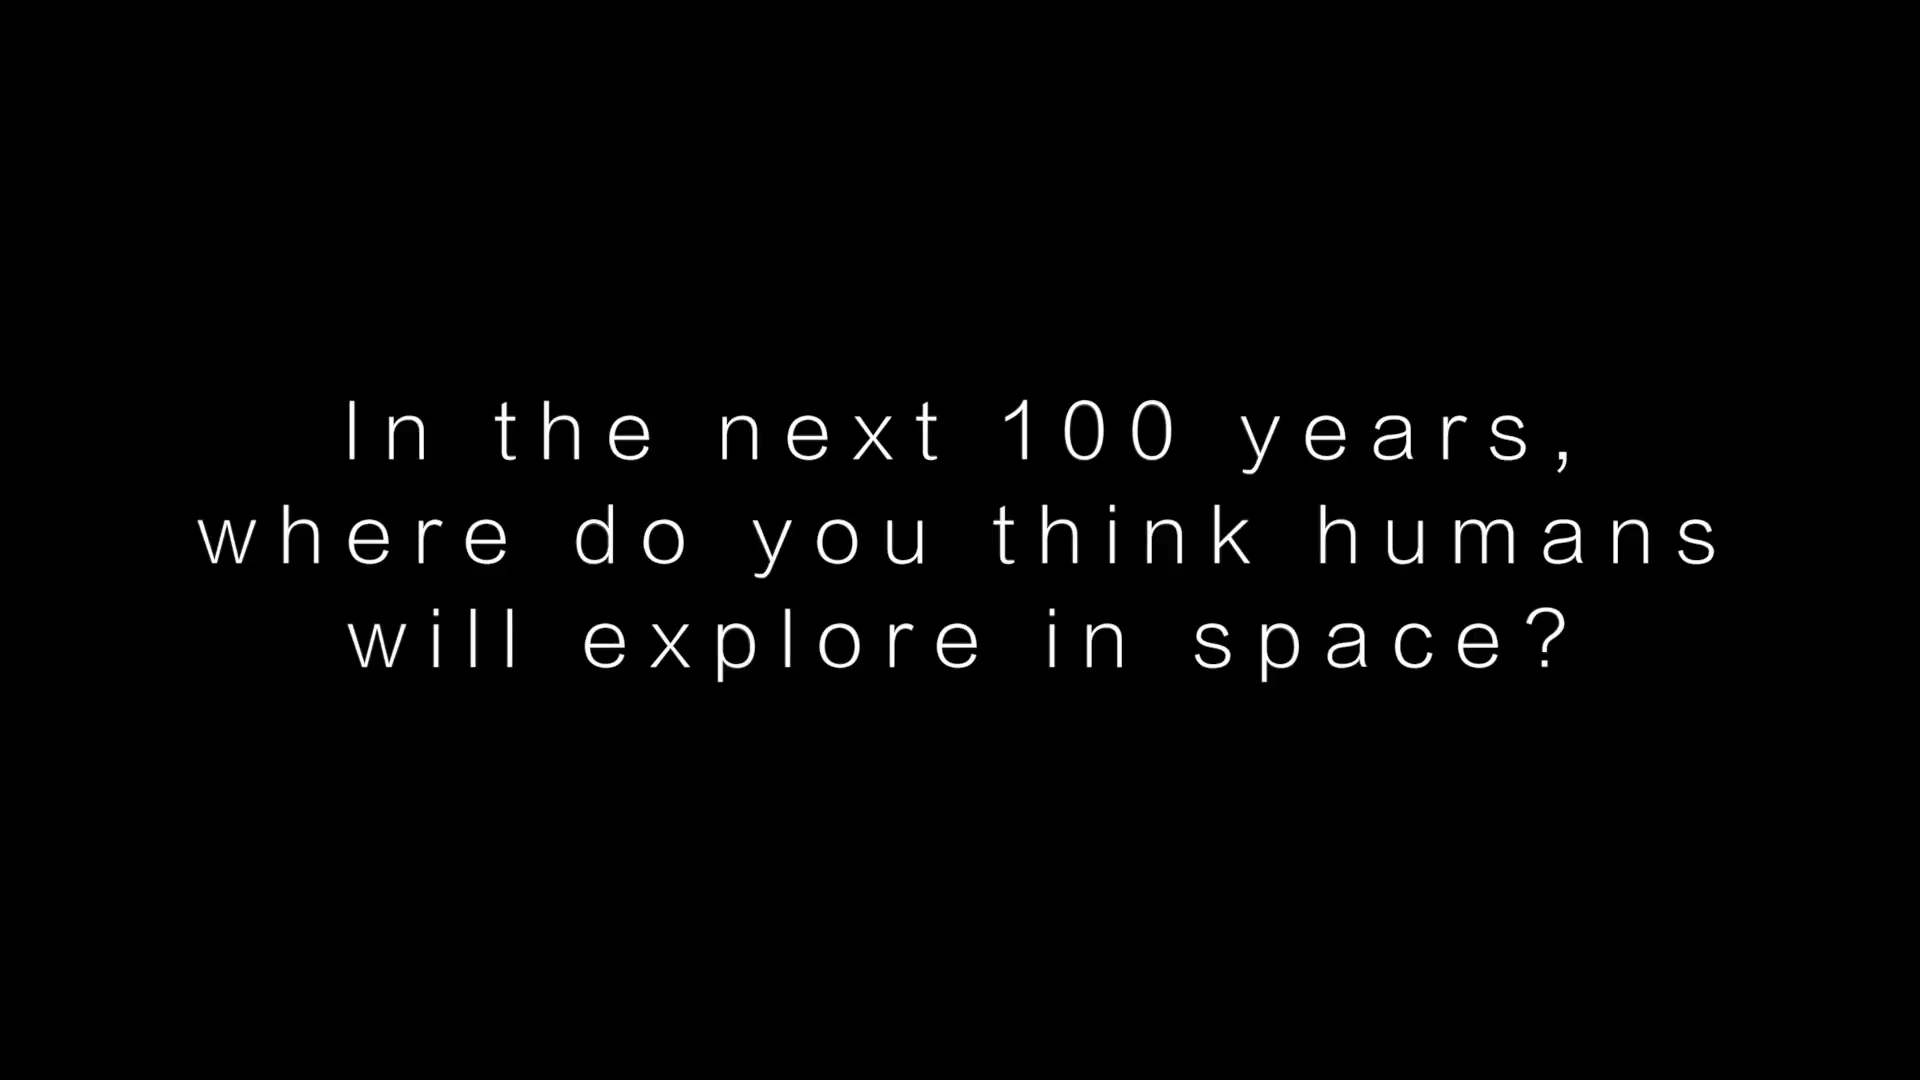 In the next 100 years,
where do you think humans
will explore in space?